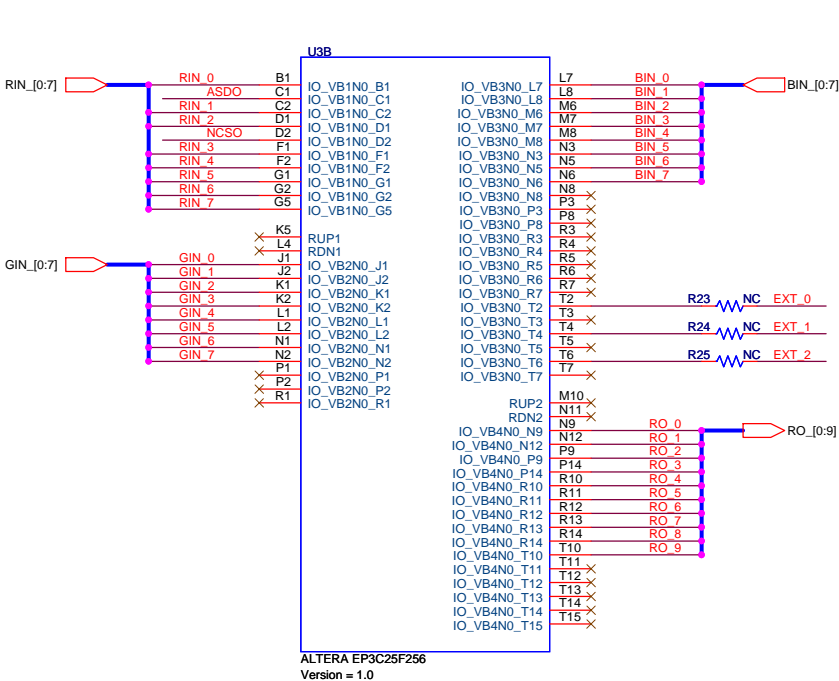 U3B
RIN_[0:7]
RIN_0 B1 IO_VB1N0_B1
ASDO C1 IO_VB1N0_C1
RIN_1 C2 IO_VB1N0_C2
RIN_2 D1 IO_VB1N0_D1
NCSO D2 IO_VB1N0_D2
RIN_3 F1 IO_VB1N0_F1
RIN_4 F2 IO_VB1N0_F2
RIN_5 G1 IO_VB1N0_G1
RIN_6 G2 IO_VB1N0_G2
RIN_7 G5 IO_VB1N0_G5
K5 RUP1
L4 RDN1
GIN_[0:7]
GIN_0 J1 IO_VB2N0_J1
GIN_1 J2 IO_VB2N0_J2
GIN_2 K1 IO_VB2N0_K1
GIN_3 K2 IO_VB2N0_K2
GIN_4 L1 IO_VB2N0_L1
GIN_5 L2 IO_VB2N0_L2
GIN_6 N1 IO_VB2N0_N1
GIN_7 N2 IO_VB2N0_N2
P1 IO_VB2N0_P1
P2 IO_VB2N0_P2
R1 IO_VB2N0_R1
IO_VB3N0_L7 L7 BIN_0
BIN_[0:7]
IO_VB3N0_L8 L8 BIN_1
IO_VB3N0_M6 M6 BIN_2
IO_VB3N0_M7 M7 BIN_3
IO_VB3N0_M8 M8 BIN_4
IO_VB3N0_N3 N3 BIN_5
IO_VB3N0_N5 N5 BIN_6
IO_VB3N0_N6 N6 BIN_7
IO_VB3N0_N8 N8
IO_VB3N0_P3 P3
IO_VB3N0_P8 P8
IO_VB3N0_R3 R3
IO_VB3N0_R4 R4
IO_VB3N0_R5 R5
IO_VB3N0_R6 R6
IO_VB3N0_R7 R7
IO_VB3N0_T2 T2 R23 NC EXT_0
IO_VB3N0_T3 T3
IO_VB3N0_T4 T4 R24 NC EXT_1
IO_VB3N0_T5 T5
IO_VB3N0_T6 T6 R25 NC EXT_2
IO_VB3N0_T7 T7
RUP2 M10
RDN2 N11
IO_VB4N0_N9 N9 RO_0
RO_[0:9]
IO_VB4N0_N12 N12 RO_1
IO_VB4N0_P9 P9 RO_2
IO_VB4N0_P14 P14 RO_3
IO_VB4N0_R10 R10 RO_4
IO_VB4N0_R11 R11 RO_5
IO_VB4N0_R12 R12 RO_6
IO_VB4N0_R13 R13 RO_7
IO_VB4N0_R14 R14 RO_8
IO_VB4N0_T10 T10 RO_9
IO_VB4N0_T11 T11
IO_VB4N0_T12 T12
IO_VB4N0_T13 T13
IO_VB4N0_T14 T14
IO_VB4N0_T15 T15
ALTERA EP3C25F256
Version = 1.0